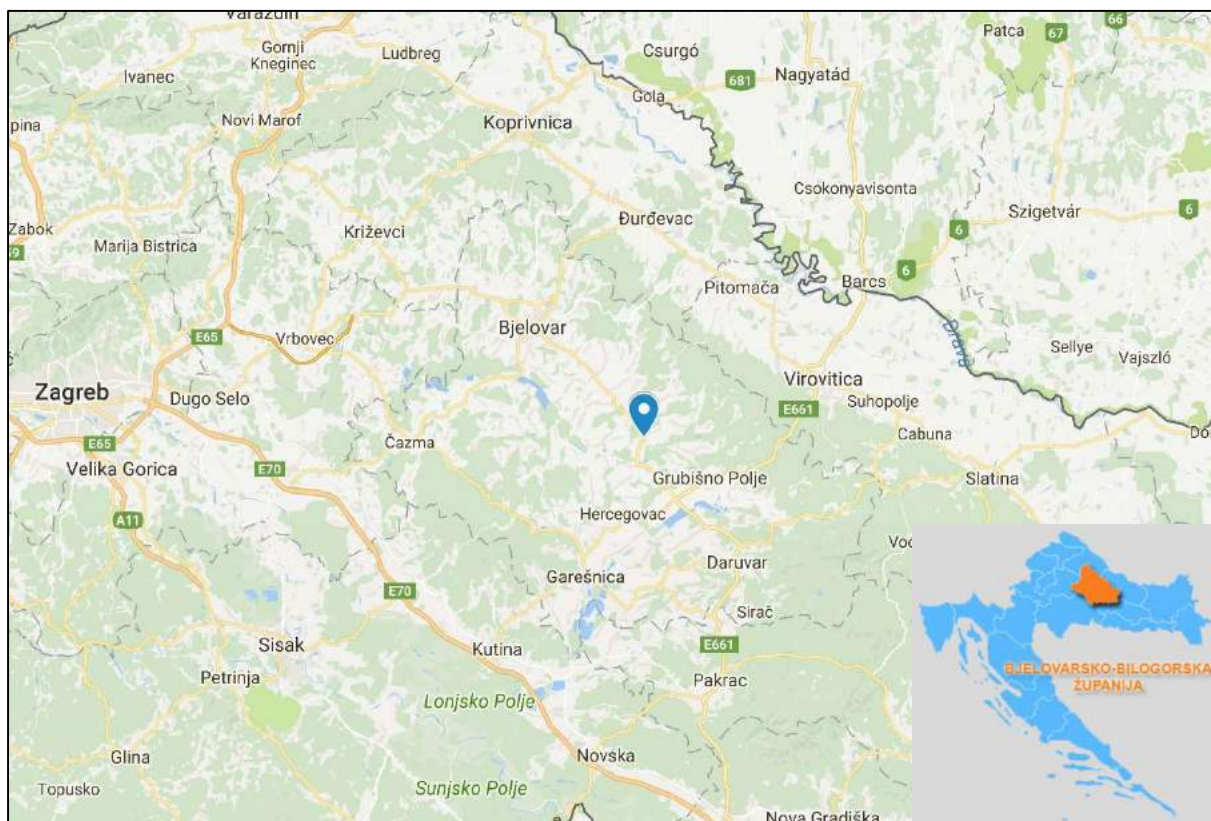 Varaždin
Gornji
Kneginec
Ludbreg
Ivanec
Csurgó
Nagyatád
Patca
66
67
681
Gola
Novi Marof
Koprivnica
pina
Csokonyavisonta
Szigetvár
6
6
Zabok
Marija Bistrica
Križevci
Đurđevac
Pitomača
Barcs
6
Bjelovar
Drava
Vrbovec
E65
Sellye
Vajszló
Zagreb
Dugo Selo
Virovitica
E661
Suhopolje
Čazma
Cabuna
E65
Velika Gorica
E70
Grubišno Polje
Slatina
A11
Hercegovac
Daruvar
Garešnica
E70
Sirač
Sisak
Kutina
E661
Petrinja
Pakrac
Lonjsko Polje
Glina
Novska
Topusko
Sunjsko Polje
Nova Gradiška
BJELOVARSKO-BILOGORSKA
ŽUPANIJA